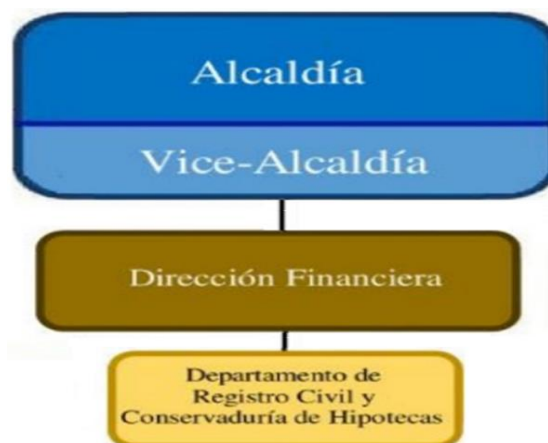 Alcaldía
Vice-Alcaldía
Dirección Financiera
Departamento de
Registro Civil y
Conservaduría de Hipotecas